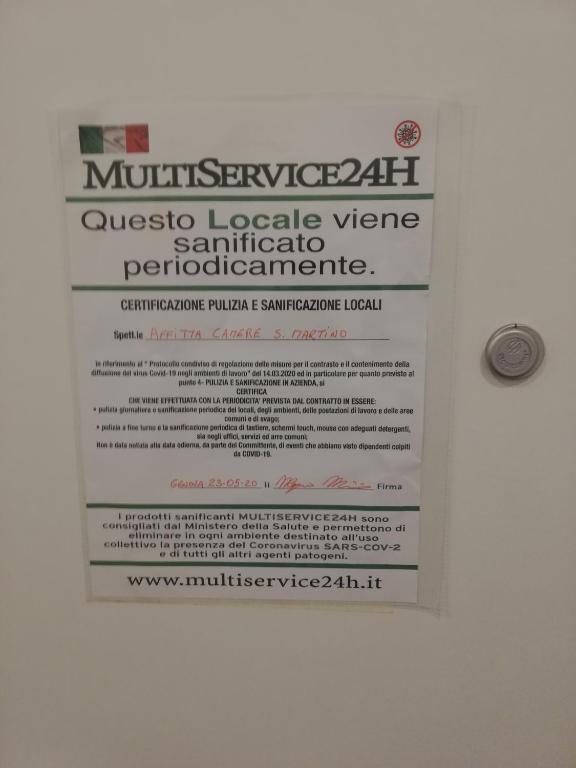 MULTISERVICE24H
Questo Locale viene
sanificato
periodicamente.
CERTIFICAZIONE PULIZIA E SANIFICAZIONE LOCALI
Spett.le AFFITTA CAMERE S. MARTINO
In riferimento al " Protocollo condiviso di regolazione delle misure per il contrasto e il contenimento della
diffusione del virus Covid-19 negli ambienti di lavoro" del 14.03.2020 ed in particolare per quanto previsto al
punto 4- PULIZIA E SANIFICAZIONE IN AZIENDA, si
CERTIFICA
CHE VIENE EFFETTUATA CON LA PERIODICITA' PREVISTA DAL CONTRATTO IN ESSERE:
• pulizia giornaliera o sanificazione periodica dei locali, degli ambienti, delle postazioni di lavoro e delle aree
comuni e di svago;
• pulizia a fine turno e la sanificazione periodica di tastiere, schermi touch, mouse con adeguati detergenti,
sia negli uffici, servizi ed aree comuni;
Non è data notizia alla data odierna, da parte del Committente, di eventi che abbiano visto dipendenti colpiti
da COVID-19.
GENOVA 23-05-20 li Firma
I prodotti sanificanti MULTISERVICE24H sono
consigliati dal Ministero della Salute e permettono di
eliminare in ogni ambiente destinato all'uso
collettivo la presenza del Coronavirus SARS-COV-2
e di tutti gli altri agenti patogeni.
www.multiservice24h.it